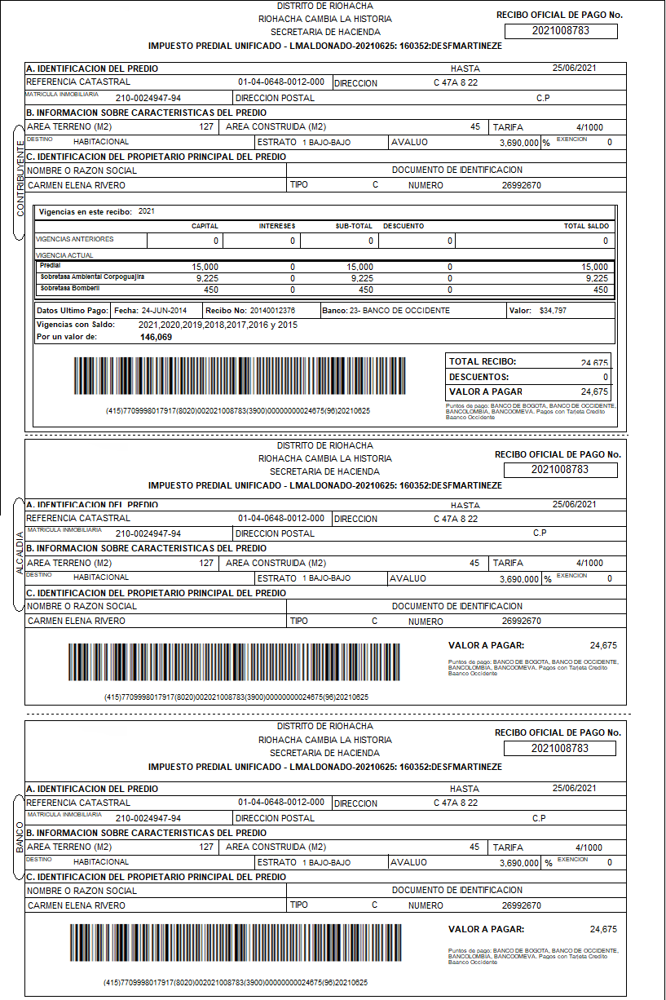 DISTRITO DE RIOHACHA
RIOHACHA CAMBIA LA HISTORIA
SECRETARIA DE HACIENDA
RECIBO OFICIAL DE PAGO No.
2021008783
IMPUESTO PREDIAL UNIFICADO - LMALDONADO-20210625: 160352:DESFMARTINEZE
CONTRIBUYENTE
A. IDENTIFICACION DEL PREDIO HASTA 25/06/2021
REFERENCIA CATASTRAL 01-04-0648-0012-000 DIRECCION C 47A 8 22
MATRICULA INMOBILIARIA 210-0024947-94 DIRECCION POSTAL C.P
B. INFORMACION SOBRE CARACTERISTICAS DEL PREDIO
AREA TERRENO (M2) 127 AREA CONSTRUIDA (M2) 45 TARIFA 4/1000
DESTINO HABITACIONAL ESTRATO 1 BAJO-BAJO AVALUO 3,690,000 % EXENCION 0
C. IDENTIFICACION DEL PROPIETARIO PRINCIPAL DEL PREDIO
NOMBRE O RAZON SOCIAL DOCUMENTO DE IDENTIFICACION
CARMEN ELENA RIVERO TIPO C NUMERO 26992670
Vigencias en este recibo: 2021
CAPITAL INTERESES SUB-TOTAL DESCUENTO TOTAL SALDO
VIGENCIAS ANTERIORES 0 0 0 0 0
VIGENCIA ACTUAL
Predial 15,000 0 15,000 0 15,000
Sobretasa Ambiental Corpoguajira 9,225 0 9,225 0 9,225
Sobretasa Bomberil 450 0 450 0 450
Datos Ultimo Pago: Fecha: 24-JUN-2014 Recibo No: 20140012376 Banco: 23- BANCO DE OCCIDENTE Valor: $34,797
Vigencias con Saldo: 2021,2020,2019,2018,2017,2016 y 2015
Por un valor de: 146,069
TOTAL RECIBO: 24,675
DESCUENTOS: 0
VALOR A PAGAR 24,675
Puntos de pago: BANCO DE BOGOTA, BANCO DE OCCIDENTE,
BANCOLOMBIA, BANCOOMEVA. Pagos con Tarjeta Credito
Baanco Occidente
(415)7709998017917(8020)002021008783(3900)00000000024675(96)20210625
DISTRITO DE RIOHACHA
RIOHACHA CAMBIA LA HISTORIA
SECRETARIA DE HACIENDA
RECIBO OFICIAL DE PAGO No.
2021008783
IMPUESTO PREDIAL UNIFICADO - LMALDONADO-20210625: 160352:DESFMARTINEZE
ALCALDIA
A. IDENTIFICACION DEL PREDIO HASTA 25/06/2021
REFERENCIA CATASTRAL 01-04-0648-0012-000 DIRECCION C 47A 8 22
MATRICULA INMOBILIARIA 210-0024947-94 DIRECCION POSTAL C.P
B. INFORMACION SOBRE CARACTERISTICAS DEL PREDIO
AREA TERRENO (M2) 127 AREA CONSTRUIDA (M2) 45 TARIFA 4/1000
DESTINO HABITACIONAL ESTRATO 1 BAJO-BAJO AVALUO 3,690,000 % EXENCION 0
C. IDENTIFICACION DEL PROPIETARIO PRINCIPAL DEL PREDIO
NOMBRE O RAZON SOCIAL DOCUMENTO DE IDENTIFICACION
CARMEN ELENA RIVERO TIPO C NUMERO 26992670
VALOR A PAGAR: 24,675
Puntos de pago: BANCO DE BOGOTA, BANCO DE OCCIDENTE,
BANCOLOMBIA, BANCOOMEVA. Pagos con Tarjeta Credito
Baanco Occidente
(415)7709998017917(8020)002021008783(3900)00000000024675(96)20210625
DISTRITO DE RIOHACHA
RIOHACHA CAMBIA LA HISTORIA
SECRETARIA DE HACIENDA
RECIBO OFICIAL DE PAGO No.
2021008783
IMPUESTO PREDIAL UNIFICADO - LMALDONADO-20210625: 160352:DESFMARTINEZE
BANCO
A. IDENTIFICACION DEL PREDIO HASTA 25/06/2021
REFERENCIA CATASTRAL 01-04-0648-0012-000 DIRECCION C 47A 8 22
MATRICULA INMOBILIARIA 210-0024947-94 DIRECCION POSTAL C.P
B. INFORMACION SOBRE CARACTERISTICAS DEL PREDIO
AREA TERRENO (M2) 127 AREA CONSTRUIDA (M2) 45 TARIFA 4/1000
DESTINO HABITACIONAL ESTRATO 1 BAJO-BAJO AVALUO 3,690,000 % EXENCION 0
C. IDENTIFICACION DEL PROPIETARIO PRINCIPAL DEL PREDIO
NOMBRE O RAZON SOCIAL DOCUMENTO DE IDENTIFICACION
CARMEN ELENA RIVERO TIPO C NUMERO 26992670
VALOR A PAGAR: 24,675
Puntos de pago: BANCO DE BOGOTA, BANCO DE OCCIDENTE,
BANCOLOMBIA, BANCOOMEVA. Pagos con Tarjeta Credito
Baanco Occidente
(415)7709998017917(8020)002021008783(3900)00000000024675(96)20210625